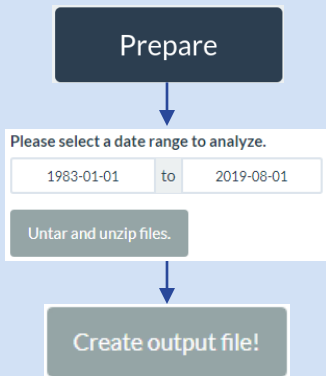 Prepare
Please select a date range to analyze.
1983-01-01 to 2019-08-01
Untar and unzip files.
Create output file!